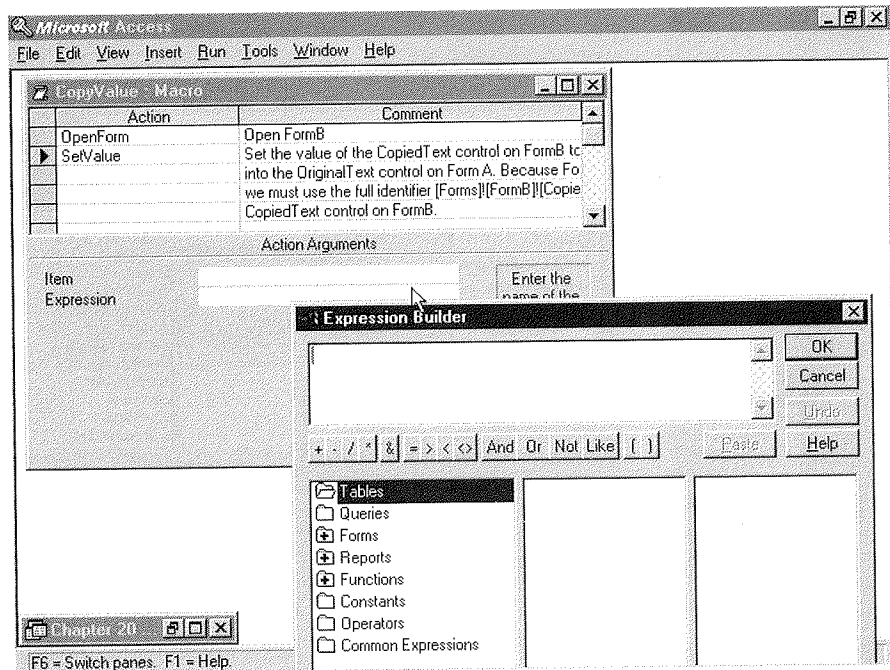 Microsoft Access
File Edit View Insert Run Tools Window Help
CopyValue : Macro
Action Comment
OpenForm Open FormB
SetValue Set the value of the CopiedText control on FormB to
into the OriginalText control on Form A. Because Fo
we must use the full identifier [Forms]![FormB]![Copie
CopiedText control on FormB.
Action Arguments
Item
Expression
Enter the
name of the
Expression Builder
OK
Cancel
Undo
+ - / * & = > < <> And Or Not Like ( ) Paste Help
Tables
Queries
Forms
Reports
Functions
Constants
Operators
Common Expressions
Chapter 20
F6 = Switch panes. F1 = Help.